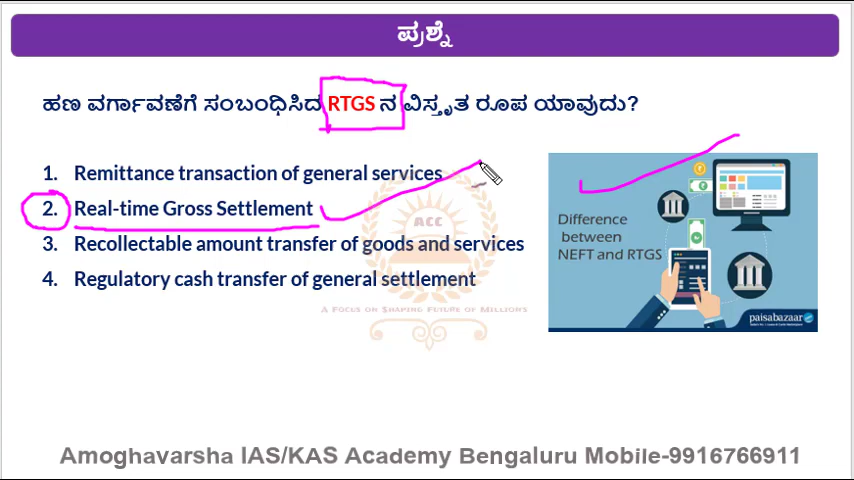 ಪ್ರಶ್ನೆ
ಹಣ ವರ್ಗಾವಣೆಗೆ ಸಂಬಂಧಿಸಿದ RTGS ನ ವಿಸ್ತೃತ ರೂಪ ಯಾವುದು?
1. Remittance transaction of general services
2. Real-time Gross Settlement
3. Recollectable amount transfer of goods and services
4. Regulatory cash transfer of general settlement
ACC
A Focus on Shaping Future of Millions
Difference
between
NEFT and RTGS
paisabazaar
Amoghavarsha IAS/KAS Academy Bengaluru Mobile-9916766911